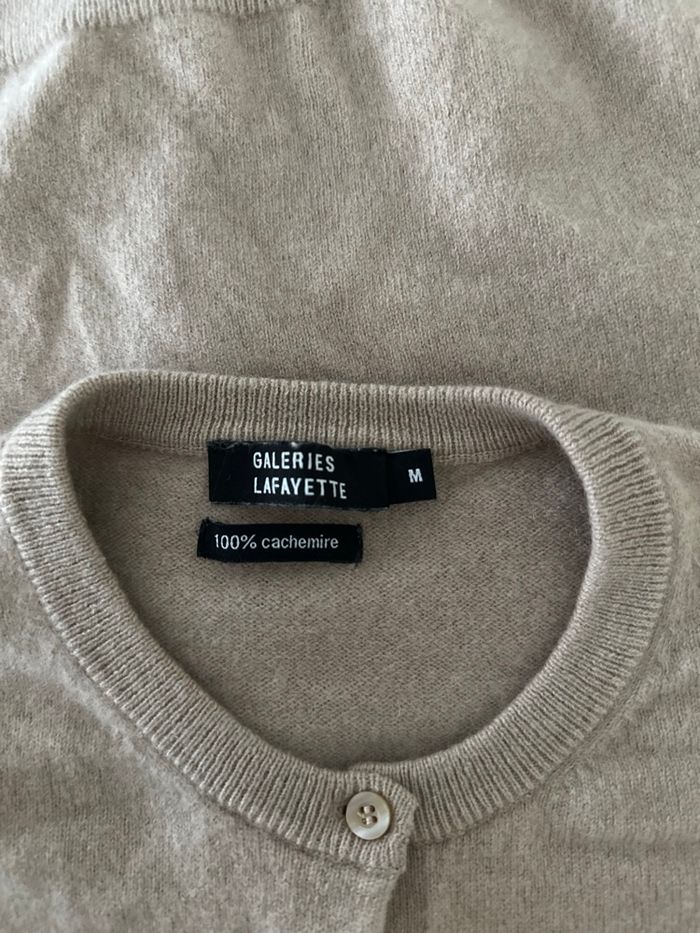 GALERIES
LAFAYETTE
M
100% cachemire